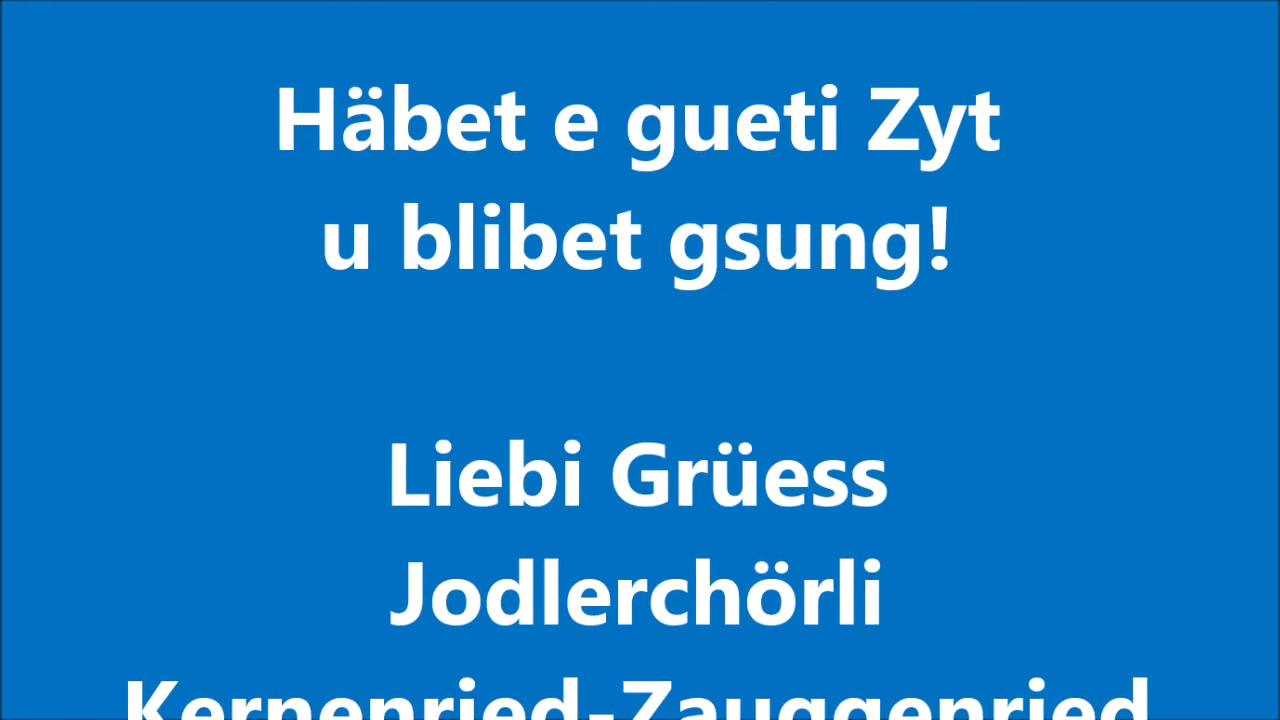 Häbet e gueti Zyt
u blibet gsung!
Liebi Grüess
Jodlerchörli
Kernenried-Zauggenried